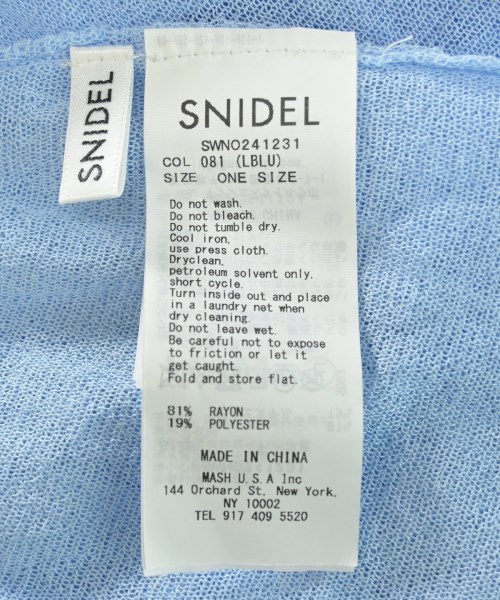 SNIDEL
SNIDEL
SWNO241231
COL 081 (LBLU)
SIZE ONE SIZE
Do not wash.
Do not bleach.
Do not tumble dry.
Cool iron,
use press cloth.
Dryclean,
petroleum solvent only,
short cycle.
Turn inside out and place
in a laundry net when
dry cleaning.
Do not leave wet.
Be careful not to expose
to friction or let it
get caught.
Fold and store flat.
81% RAYON
19% POLYESTER
MADE IN CHINA
MASH U.S.A Inc
144 Orchard St, New York,
NY 10002
TEL 917 409 5520